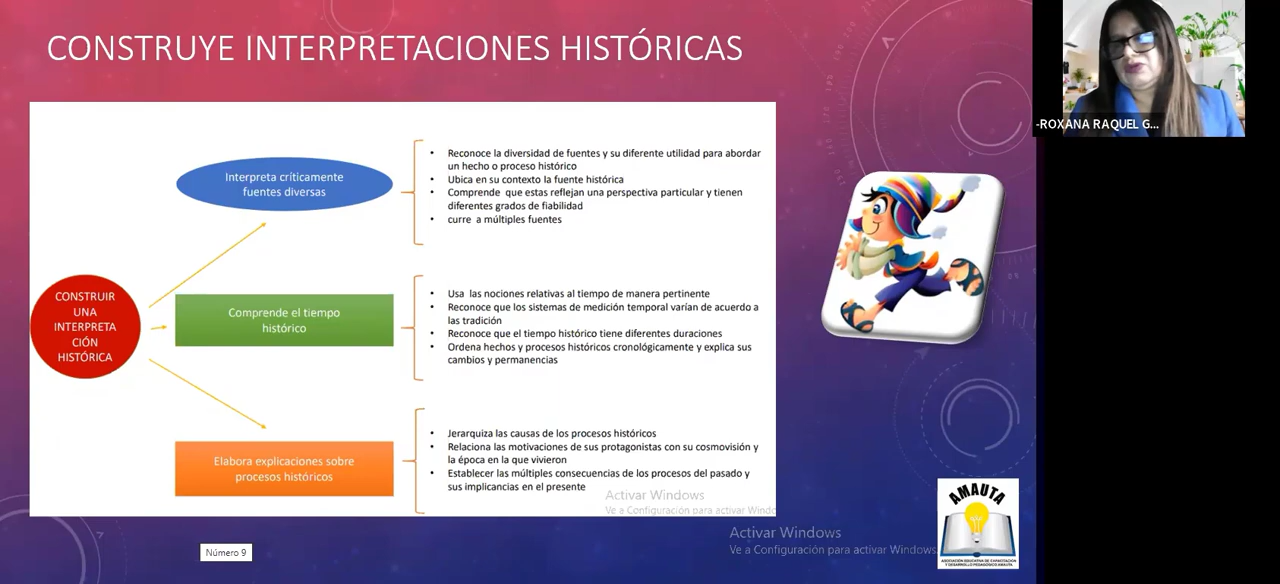 CONSTRUYE INTERPRETACIONES HISTÓRICAS
-ROXANA RAQUEL G...
Interpreta críticamente
fuentes diversas
• Reconoce la diversidad de fuentes y su diferente utilidad para abordar
un hecho o proceso histórico
• Ubica en su contexto la fuente histórica
• Comprende que estas reflejan una perspectiva particular y tienen
diferentes grados de fiabilidad
• curre a múltiples fuentes
CONSTRUIR
UNA
INTERPRETA
CIÓN
HISTÓRICA
Comprende el tiempo
histórico
• Usa las nociones relativas al tiempo de manera pertinente
• Reconoce que los sistemas de medición temporal varían de acuerdo a
las tradición
• Reconoce que el tiempo histórico tiene diferentes duraciones
• Ordena hechos y procesos históricos cronológicamente y explica sus
cambios y permanencias
Elabora explicaciones sobre
procesos históricos
• Jerarquiza las causas de los procesos históricos
• Relaciona las motivaciones de sus protagonistas con su cosmovisión y
la época en la que vivieron
• Establecer las múltiples consecuencias de los procesos del pasado y
sus implicancias en el presente
Activar Windows
Ve a Configuración para activar Windo
Activar Windows
Ve a Configuración para activar Windows.
Número 9
AMAUTA
ASOCIACIÓN EDUCATIVA DE CAPACITACIÓN
Y DESARROLLO PEDAGÓGICO AMAUTA